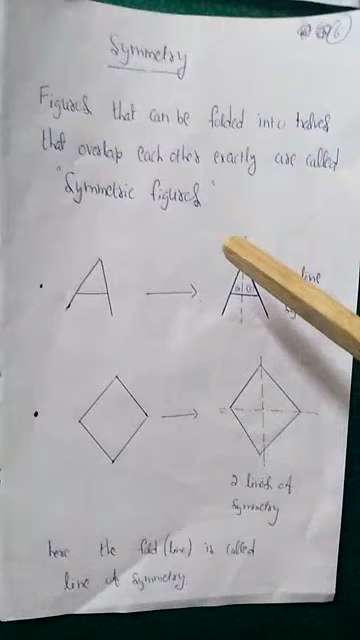 Symmetry
Figures that can be folded into halves
that overlap each other exactly are called
"Symmetric figures"
A
A
line
2 lines of
symmetry
here the fold (line) is called
line of symmetry